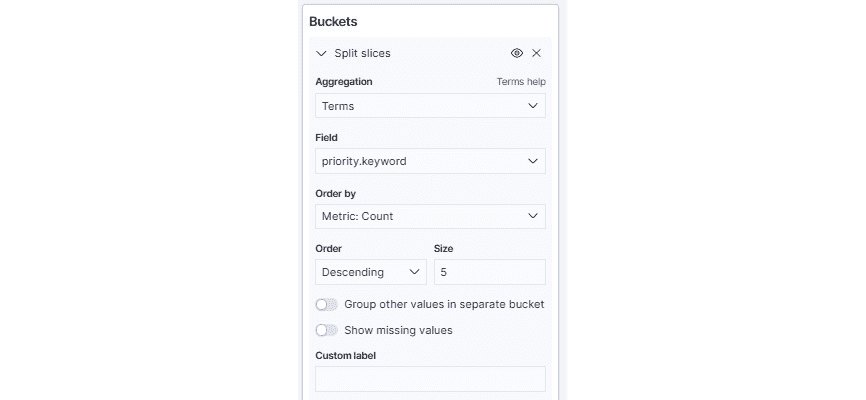 Buckets
Split slices
Aggregation Terms help
Terms
Field
priority.keyword
Order by
Metric: Count
Order Size
Descending 5
Group other values in separate bucket
Show missing values
Custom label